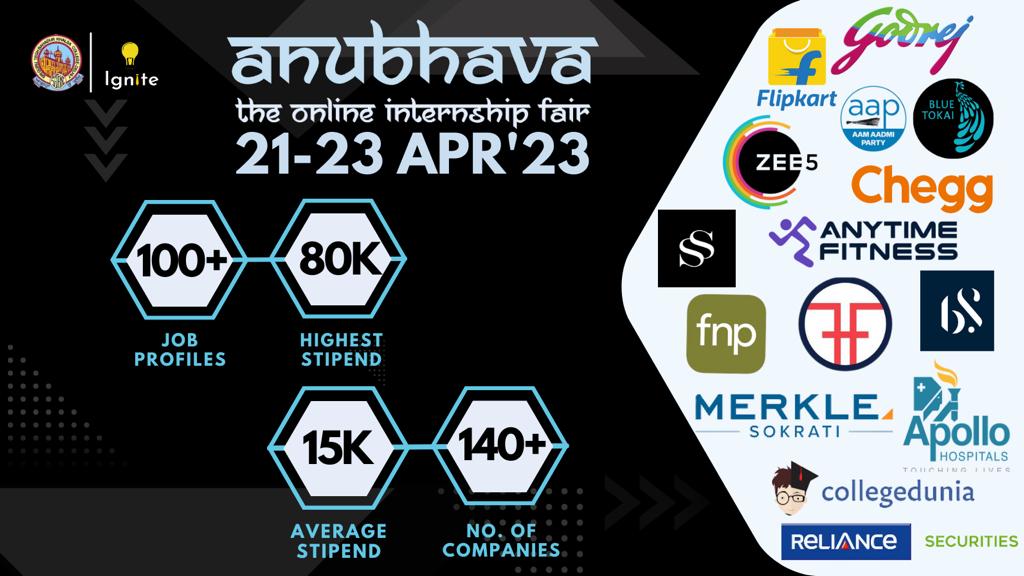 Ignite
anubhava
the online internship fair
21-23 APR'23
100+
80K
JOB
PROFILES
HIGHEST
STIPEND
15K
140+
AVERAGE
STIPEND
NO. OF
COMPANIES
Godrej
Flipkart
aap
AAM AADMI
PARTY
BLUE
TOKAI
ZEE5
Chegg
ANYTIME
FITNESS
fnp
MERKLE
SOKRATI
Apollo
HOSPITALS
TOUCHING LIVES
collegedunia
RELIANCE SECURITIES